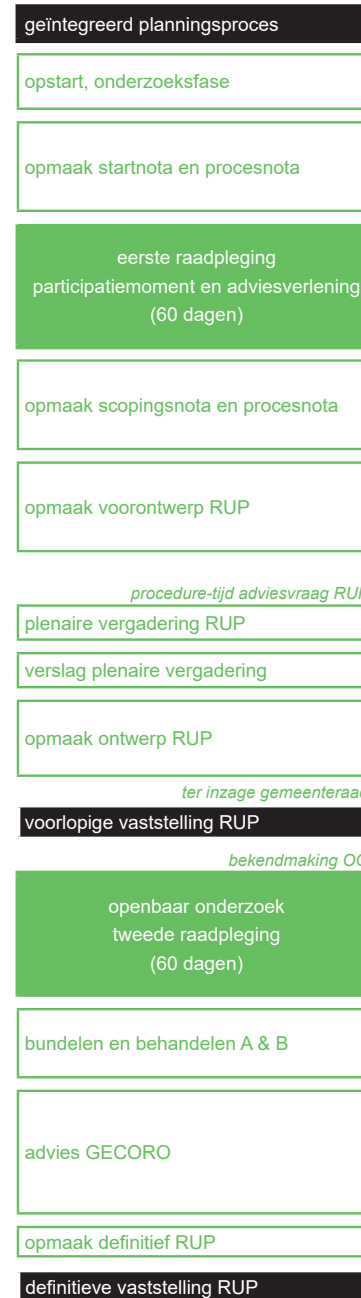 geïntegreerd planningsproces
opstart, onderzoeksfase
opmaak startnota en procesnota
eerste raadpleging
participatiemoment en adviesverlening
(60 dagen)
opmaak scopingsnota en procesnota
opmaak voorontwerp RUP
procedure-tijd adviesvraag
plenaire vergadering RUP
verslag plenaire vergadering
opmaak ontwerp RUP
ter inzage
voorlopige vaststelling RUP
bekendmaking
openbaar onderzoek
tweede raadpleging
(60 dagen)
bundelen en behandelen A & B
advies GECORO
opmaak definitief RUP
definitieve vaststelling RUP